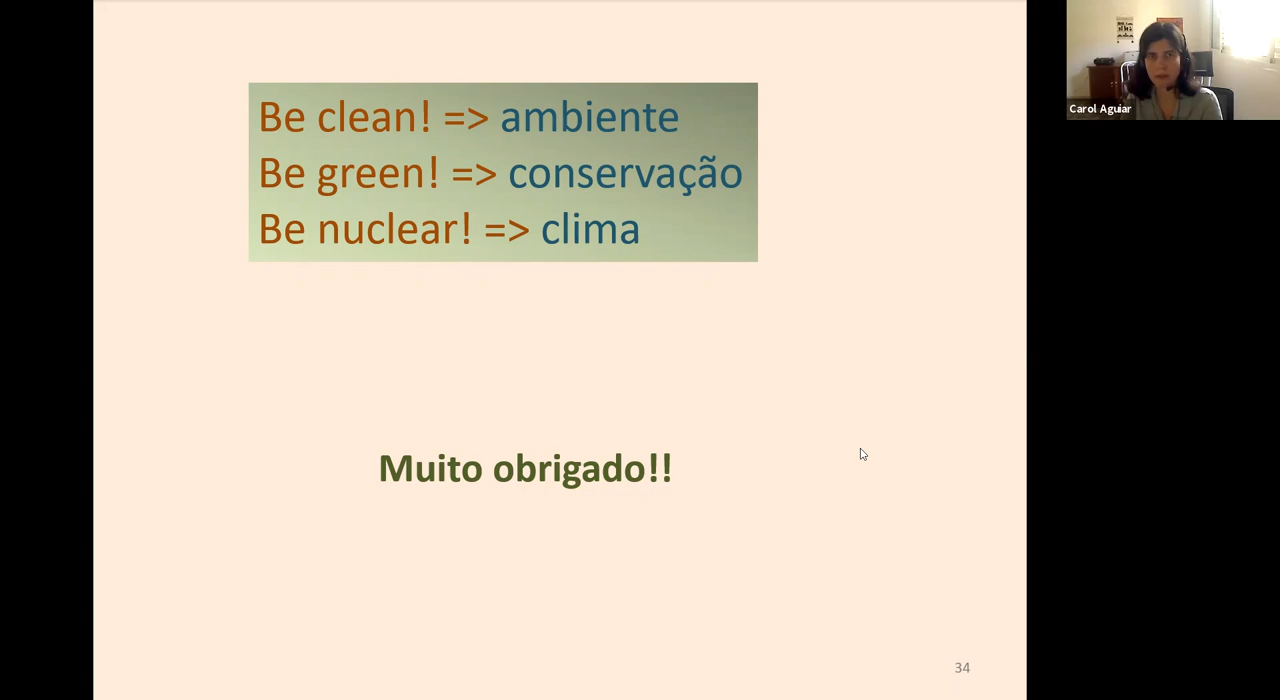 Be clean! => ambiente
Be green! => conservação
Be nuclear! => clima
Muito obrigado!!
34
Carol Aguiar